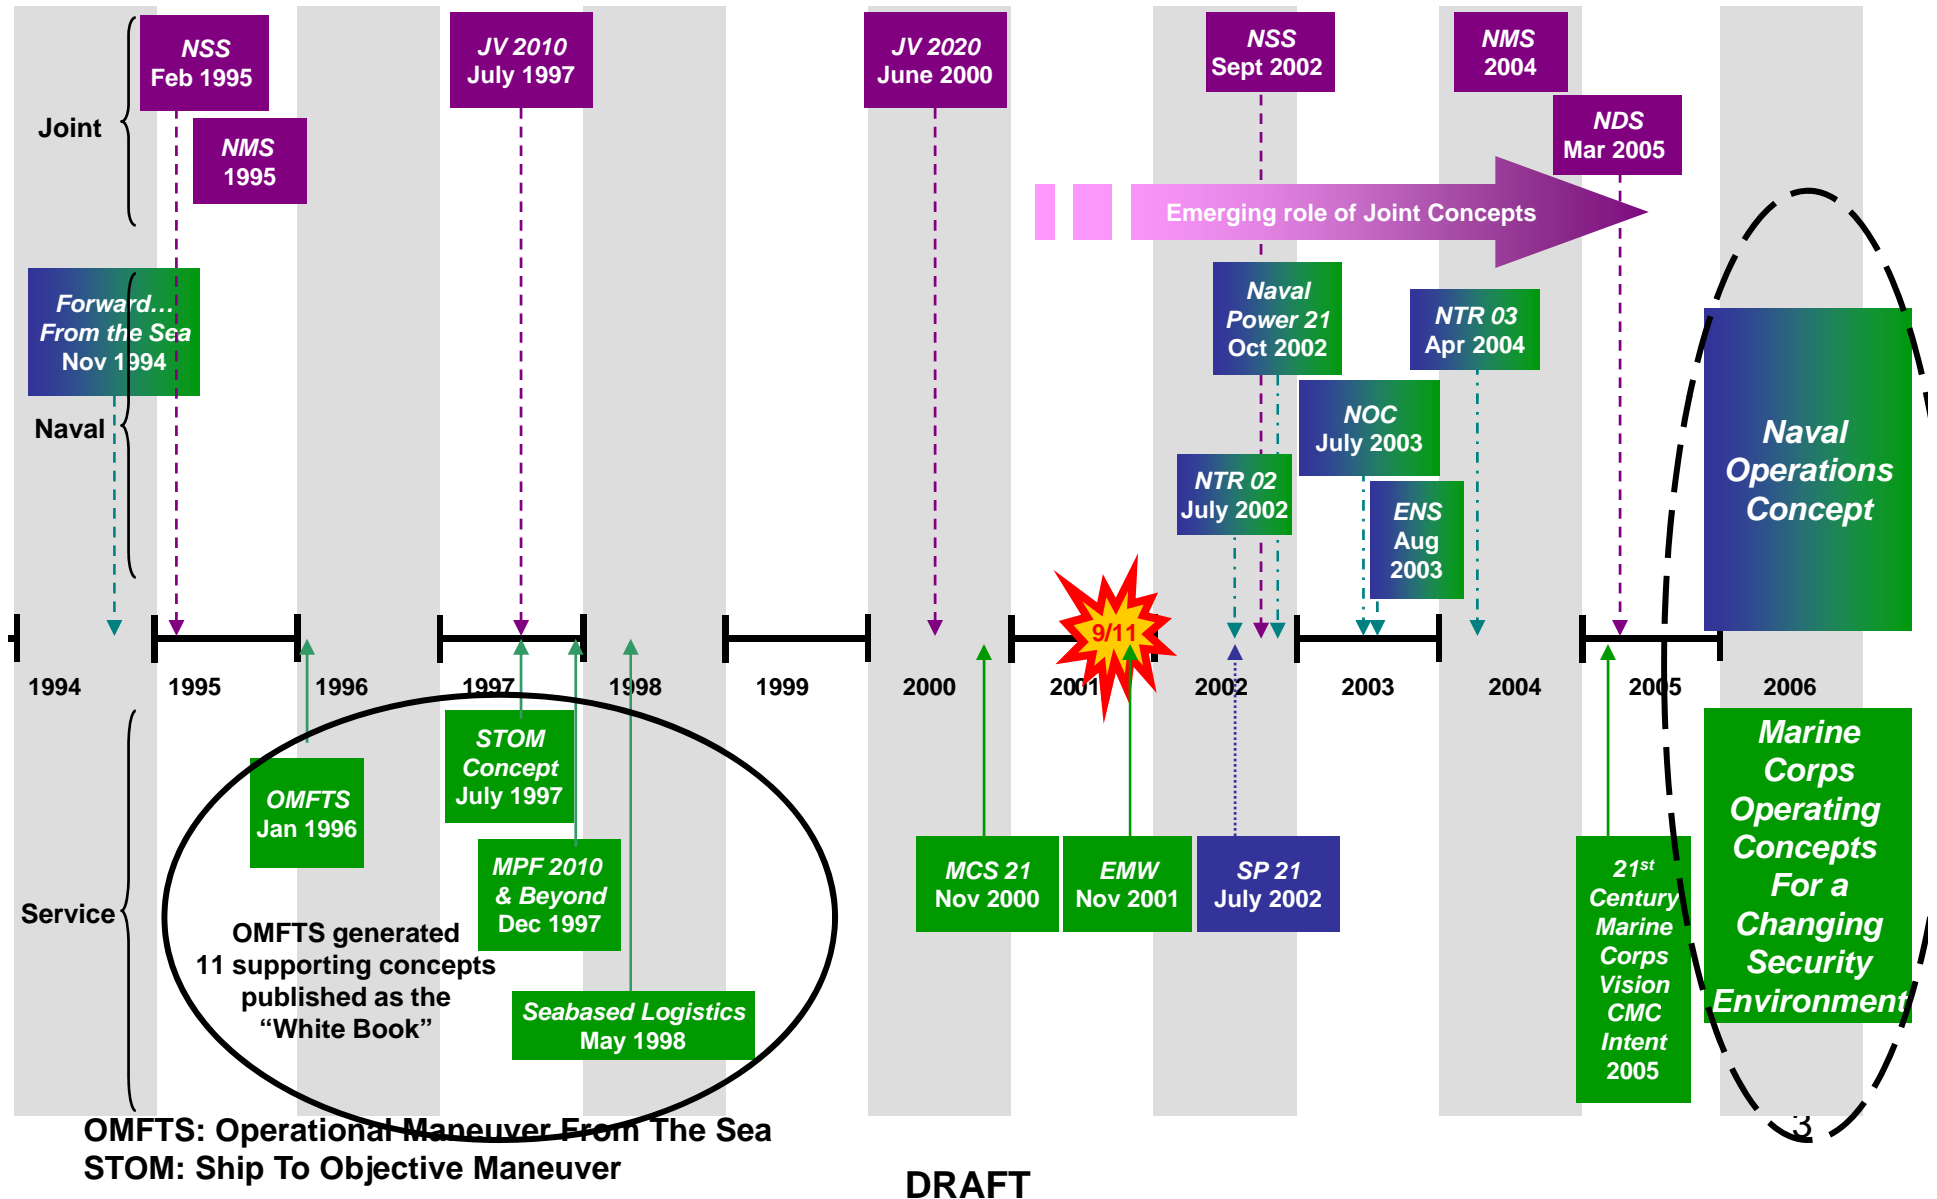 NSS
Feb 1995
JV 2010
July 1997
JV 2020
June 2000
NSS
Sept 2002
NMS
2004
Joint
NMS
1995
NDS
Mar 2005
Emerging role of Joint Concepts
Forward…
From the Sea
Nov 1994
Naval
Power 21
Oct 2002
NTR 03
Apr 2004
Naval
NOC
July 2003
NTR 02
July 2002
ENS
Aug
2003
Naval
Operations
Concept
9/11
1994
1995
1996
1997
1998
1999
2000
2001
2002
2003
2004
2005
2006
Service
OMFTS
Jan 1996
STOM
Concept
July 1997
MPF 2010
& Beyond
Dec 1997
OMFTS generated
11 supporting concepts
published as the
“White Book”
Seabased Logistics
May 1998
MCS 21
Nov 2000
EMW
Nov 2001
SP 21
July 2002
21st
Century
Marine
Corps
Vision
CMC
Intent
2005
Marine
Corps
Operating
Concepts
For a
Changing
Security
Environment
OMFTS: Operational Maneuver From The Sea
STOM: Ship To Objective Maneuver
DRAFT
3